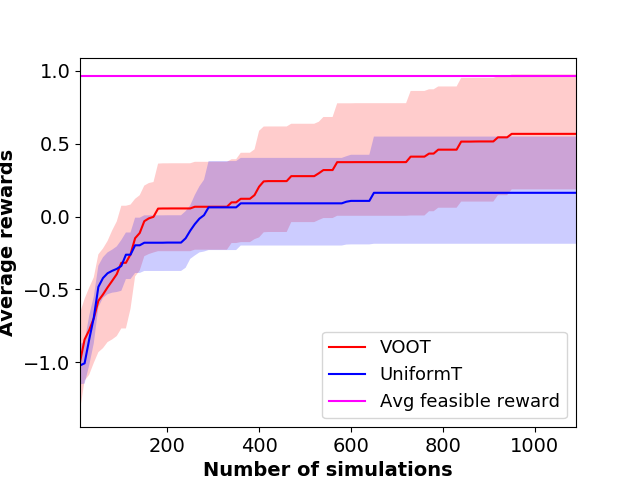 1.0
0.5
0.0
−0.5
−1.0
Average rewards
VOOT
UniformT
Avg feasible reward
200 400 600 800 1000
Number of simulations